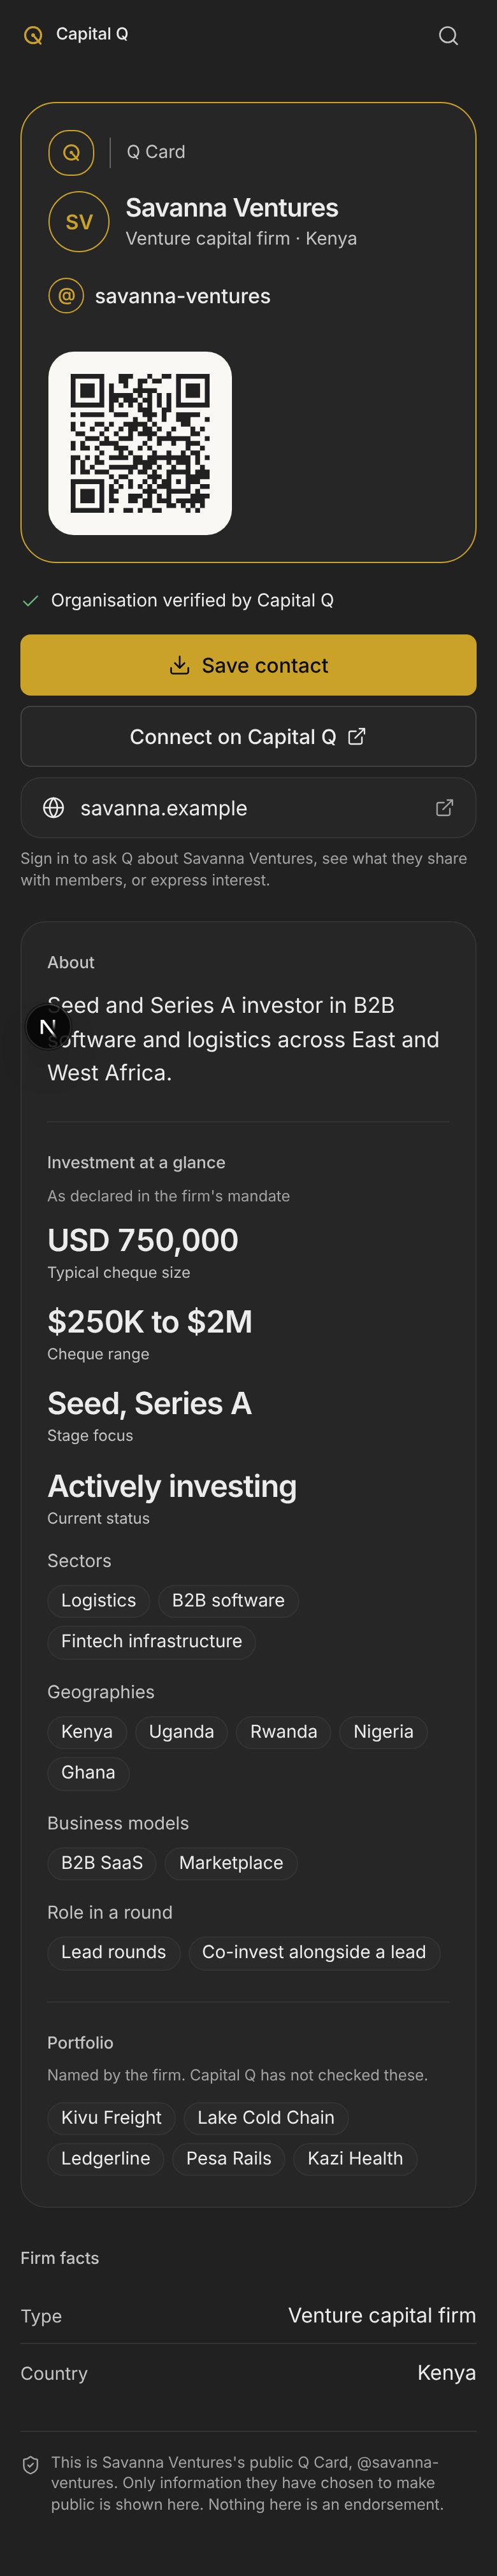 Capital Q
Q Card
SV
Savanna Ventures
Venture capital firm · Kenya
@ savanna-ventures
Organisation verified by Capital Q
Save contact
Connect on Capital Q
savanna.example
Sign in to ask Q about Savanna Ventures, see what they share
with members, or express interest.
About
Seed and Series A investor in B2B
N
software and logistics across East and
West Africa.
Investment at a glance
As declared in the firm's mandate
USD 750,000
Typical cheque size
$250K to $2M
Cheque range
Seed, Series A
Stage focus
Actively investing
Current status
Sectors
Logistics B2B software
Fintech infrastructure
Geographies
Kenya Uganda Rwanda Nigeria
Ghana
Business models
B2B SaaS Marketplace
Role in a round
Lead rounds Co-invest alongside a lead
Portfolio
Named by the firm. Capital Q has not checked these.
Kivu Freight Lake Cold Chain
Ledgerline Pesa Rails Kazi Health
Firm facts
Type Venture capital firm
Country Kenya
This is Savanna Ventures's public Q Card, @savanna-
ventures. Only information they have chosen to make
public is shown here. Nothing here is an endorsement.